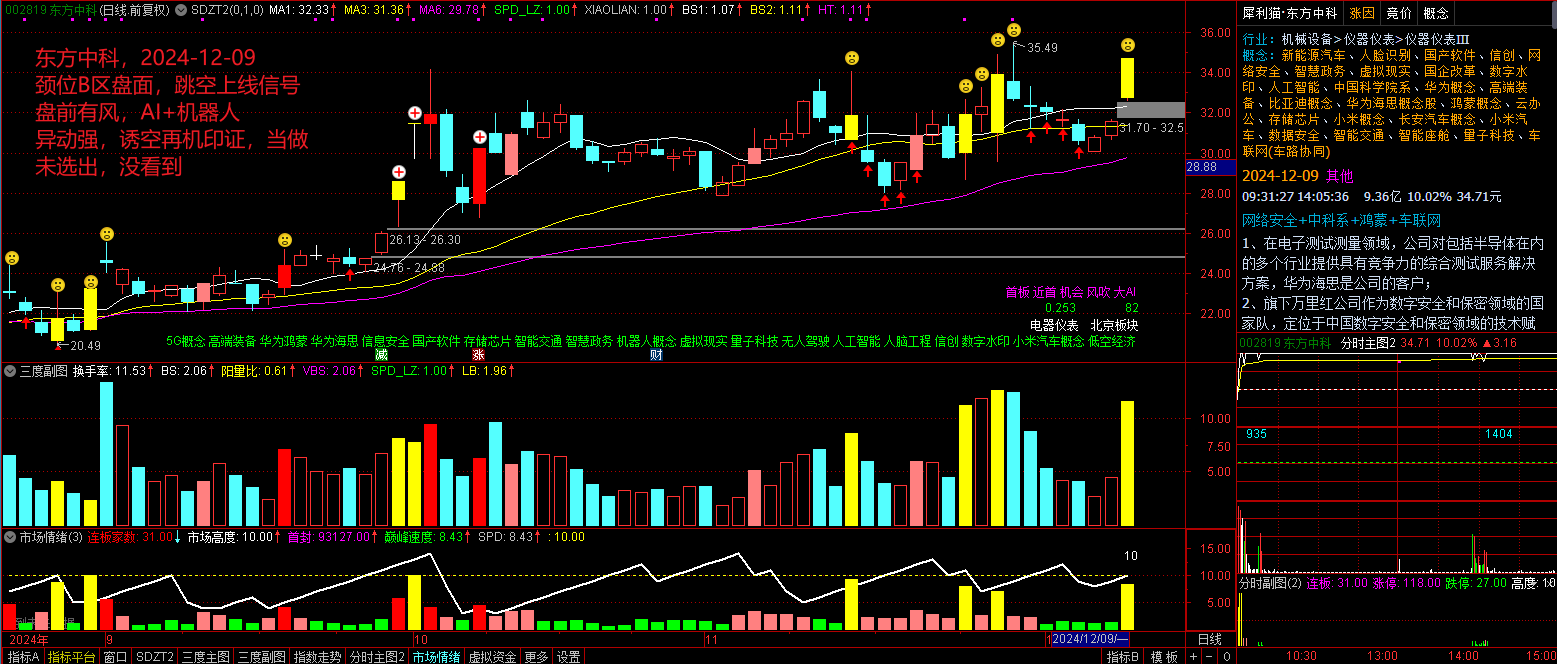 002819 东方中科(日线.前复权) SDZT2(0,1,0) MA1: 32.33↑ MA3: 31.36↑ MA6: 29.78↑ SPD_LZ: 1.00↑ XIAOLIAN: 1.00↑ BS1: 1.07↑ BS2: 1.11↑ HT: 1.11↑
东方中科，2024-12-09
颈位B区盘面，跳空上线信号
盘前有风，AI+机器人
异动强，诱空再机印证，当做
未选出，没看到
35.49
31.70 - 32.5
26.13 - 26.30
24.76 - 24.88
20.49
首板 近首 机会 风吹 大AI
0.253 82
电器仪表 北京板块
5G概念 高端装备 华为鸿蒙 华为海思 信息安全 国产软件 存储芯片 智能交通 智慧政务 机器人概念 虚拟现实 量子科技 无人驾驶 人工智能 人脑工程 信创 数字水印 小米汽车概念 低空经济
减 涨 财
36.00
34.00
32.00
30.00
28.88
28.00
26.00
24.00
22.00
三度副图 换手率: 11.53↑ BS: 2.06↑ 阳量比: 0.61↑ VBS: 2.06↑ SPD_LZ: 1.00↑ LB: 1.96↑
10.00
7.50
5.00
市场情绪(3) 连板家数: 31.00↓ 市场高度: 10.00↑ 首封: 93127.00↑ 巅峰速度: 8.43↑ SPD: 8.43↑ : 10.00
10
15.00
10.00
5.00
2024年 9 10 11 1 2024/12/09/一 日线
指标A 指标平台 窗口 SDZT2 三度主图 三度副图 指数走势 分时主图2 市场情绪 虚拟资金 更多 设置 指标B 模板 + - 0
犀利猫·东方中科 涨因 竞价 概念
行业: 机械设备>仪器仪表>仪器仪表Ⅲ
概念: 新能源汽车、人脸识别、国产软件、信创、网
络安全、智慧政务、虚拟现实、国企改革、数字水
印、人工智能、中国科学院系、华为概念、高端装
备、比亚迪概念、华为海思概念股、鸿蒙概念、云办
公、存储芯片、小米概念、长安汽车概念、小米汽
车、数据安全、智能交通、智能座舱、量子科技、车
联网(车路协同)
2024-12-09 其他
09:31:27 14:05:36 9.36亿 10.02% 34.71元
网络安全+中科系+鸿蒙+车联网
1、在电子测试测量领域，公司对包括半导体在内
的多个行业提供具有竞争力的综合测试服务解决
方案，华为海思是公司的客户；
2、旗下万里红公司作为数字安全和保密领域的国
家队，定位于中国数字安全和保密领域的技术赋
002819 东方中科 分时主图2 34.71 10.02% ▲3.16
935 1404
分时副图(2) 连板: 31.00 涨停: 118.00 跌停: 27.00 高度: 10
10:30 13:00 14:00 15:00